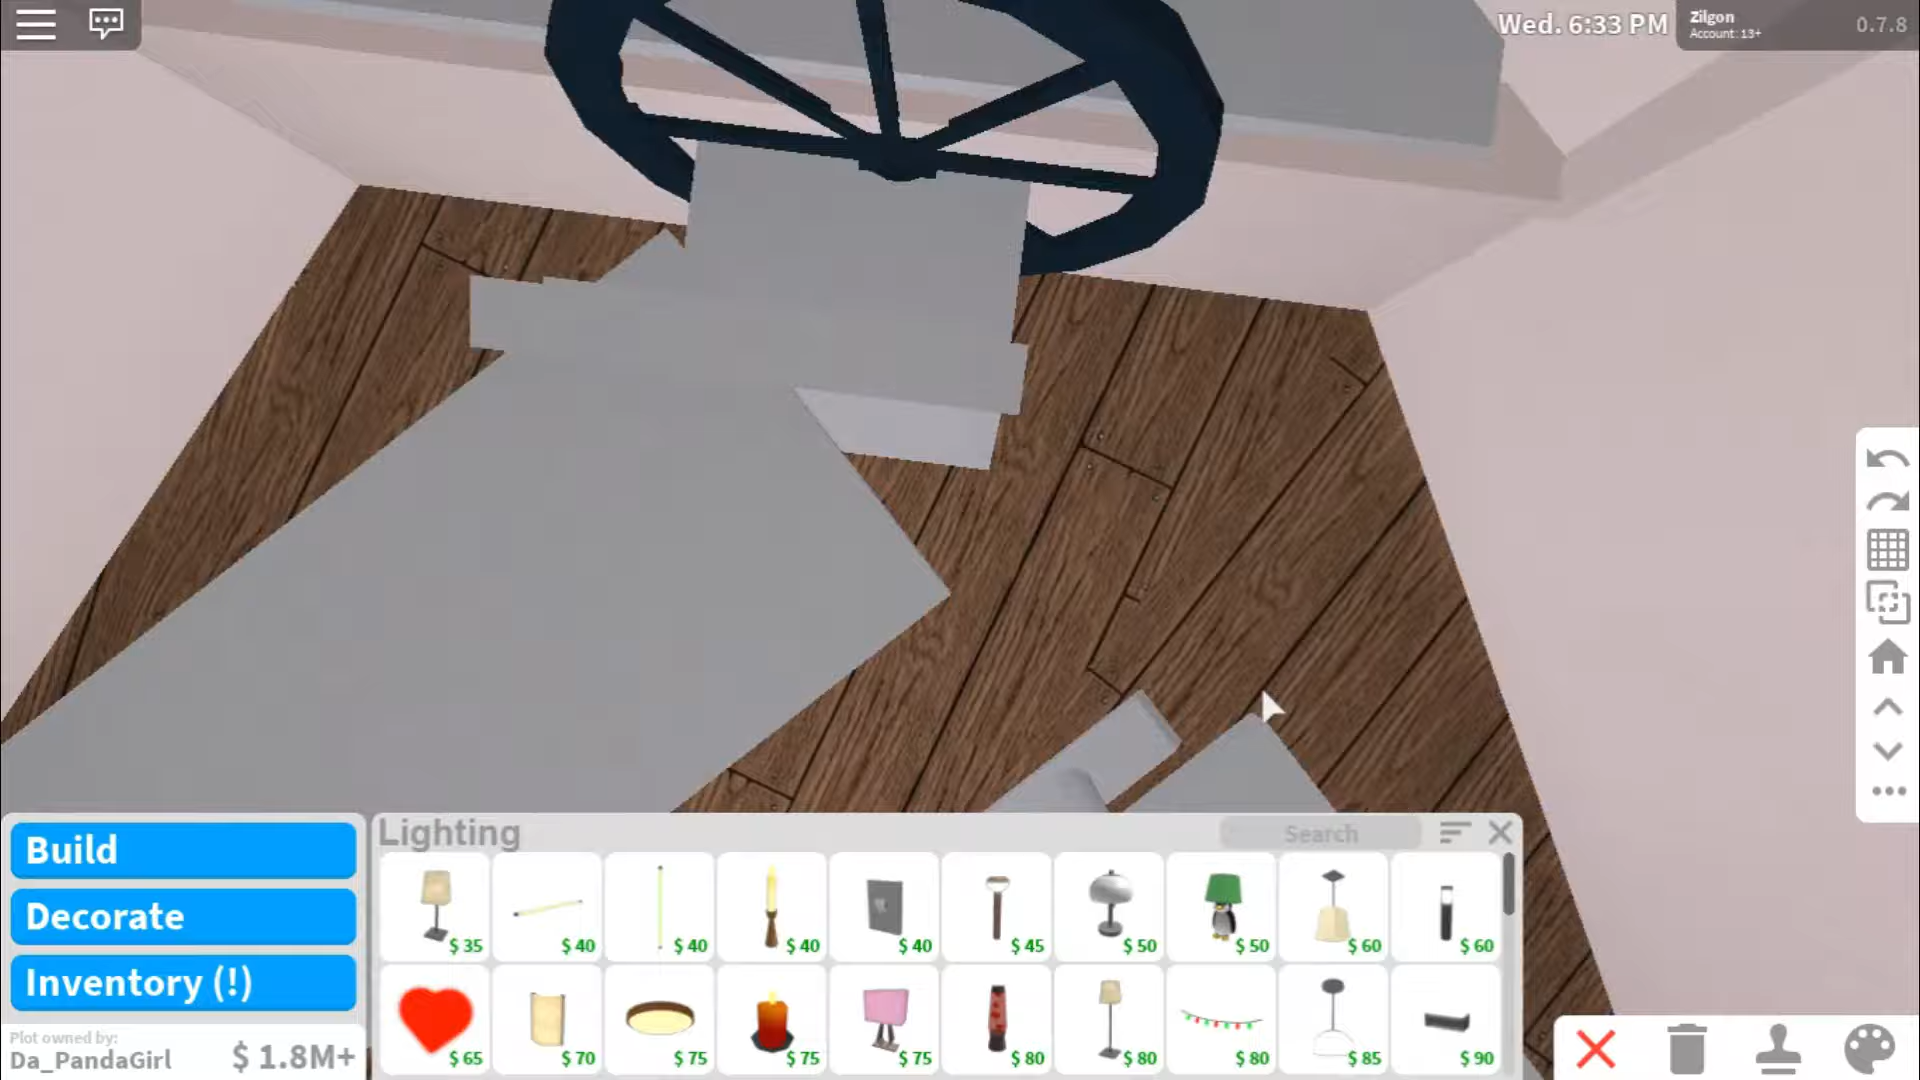 Wed. 6:33 PM
Zilgon
Account: 13+
0.7.8
Build
Decorate
Inventory (!)
Plot owned by:
Da_PandaGirl
$ 1.8M+
Lighting
Search
$ 35
$ 40
$ 40
$ 40
$ 40
$ 45
$ 50
$ 50
$ 60
$ 60
$ 65
$ 70
$ 75
$ 75
$ 75
$ 80
$ 80
$ 80
$ 85
$ 90